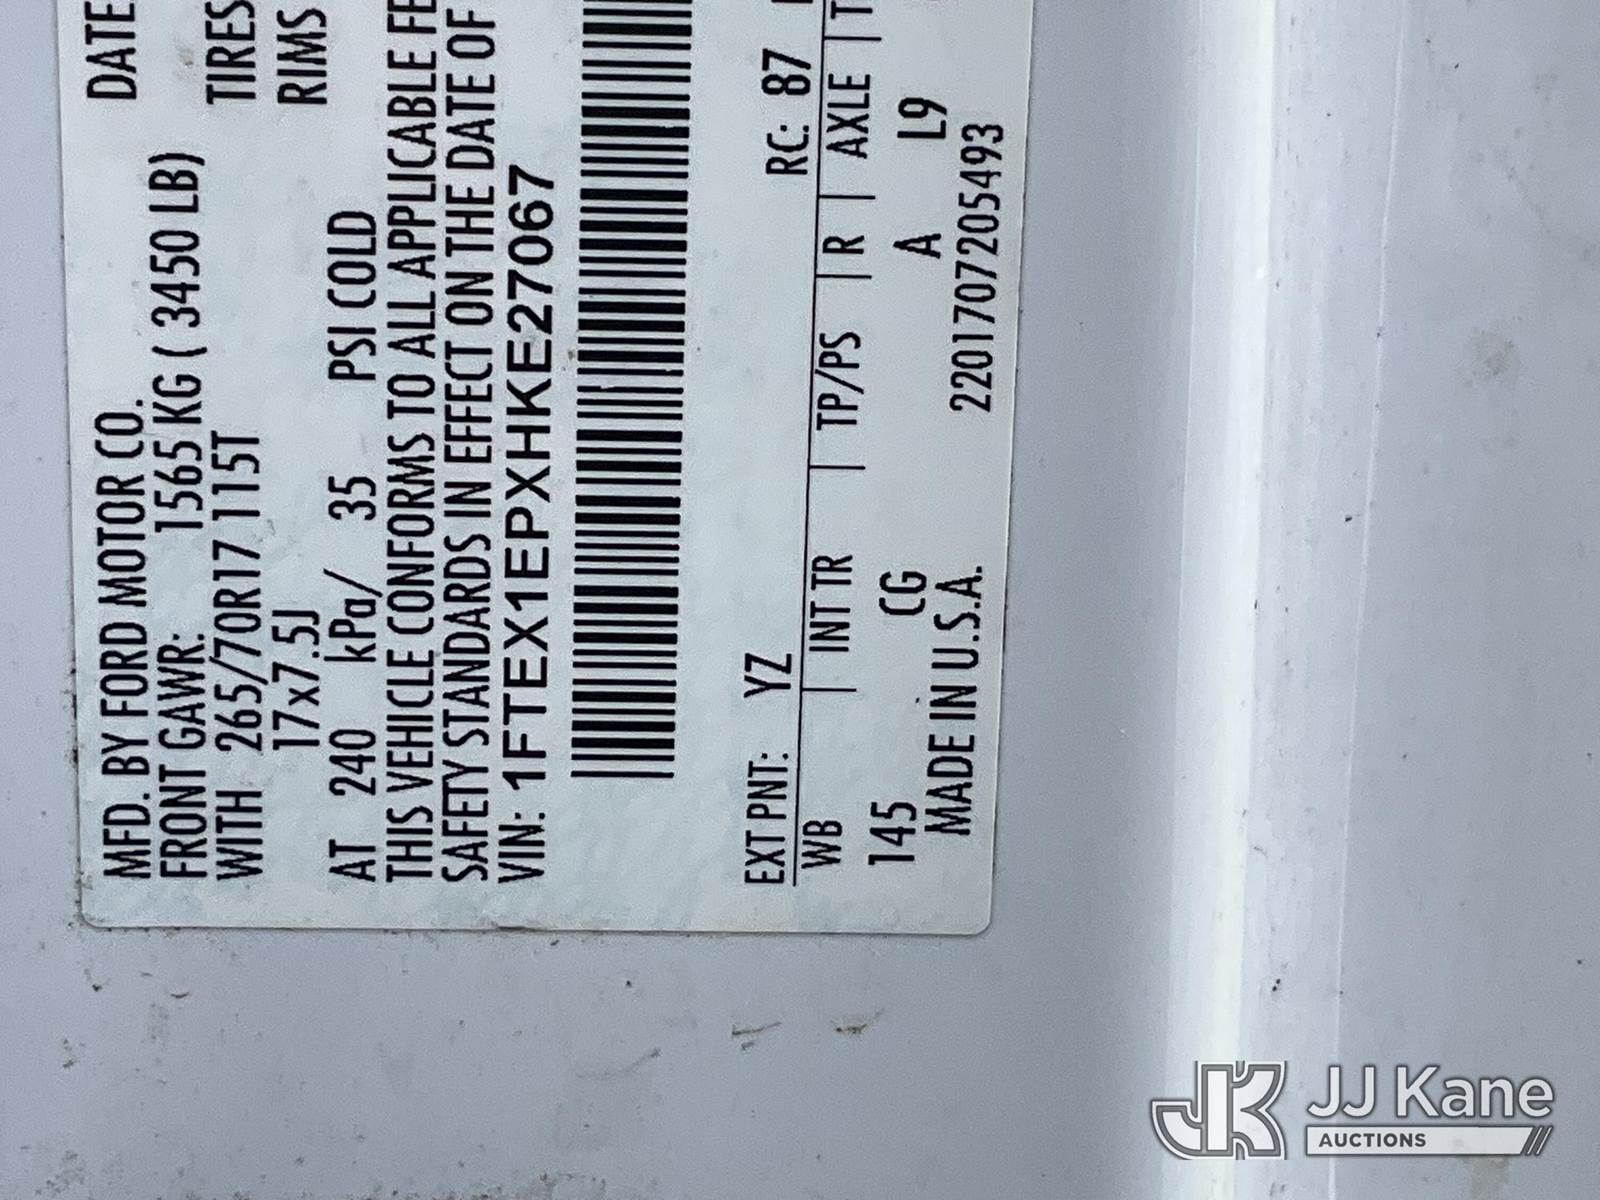 MFD. BY FORD MOTOR CO. DATE
FRONT GAWR: 1565 KG ( 3450 LB)
WITH 265/70R17 115T TIRES
17x7.5J RIMS
AT 240 kPa/ 35 PSI COLD
THIS VEHICLE CONFORMS TO ALL APPLICABLE FE
SAFETY STANDARDS IN EFFECT ON THE DATE OF
VIN: 1FTEX1EPXHKE27067
EXT PNT: YZ RC: 87
WB | INT TR | TP/PS | R | AXLE | T
145 CG A L9
MADE IN U.S.A. 2201707205493
JK JJ Kane
AUCTIONS